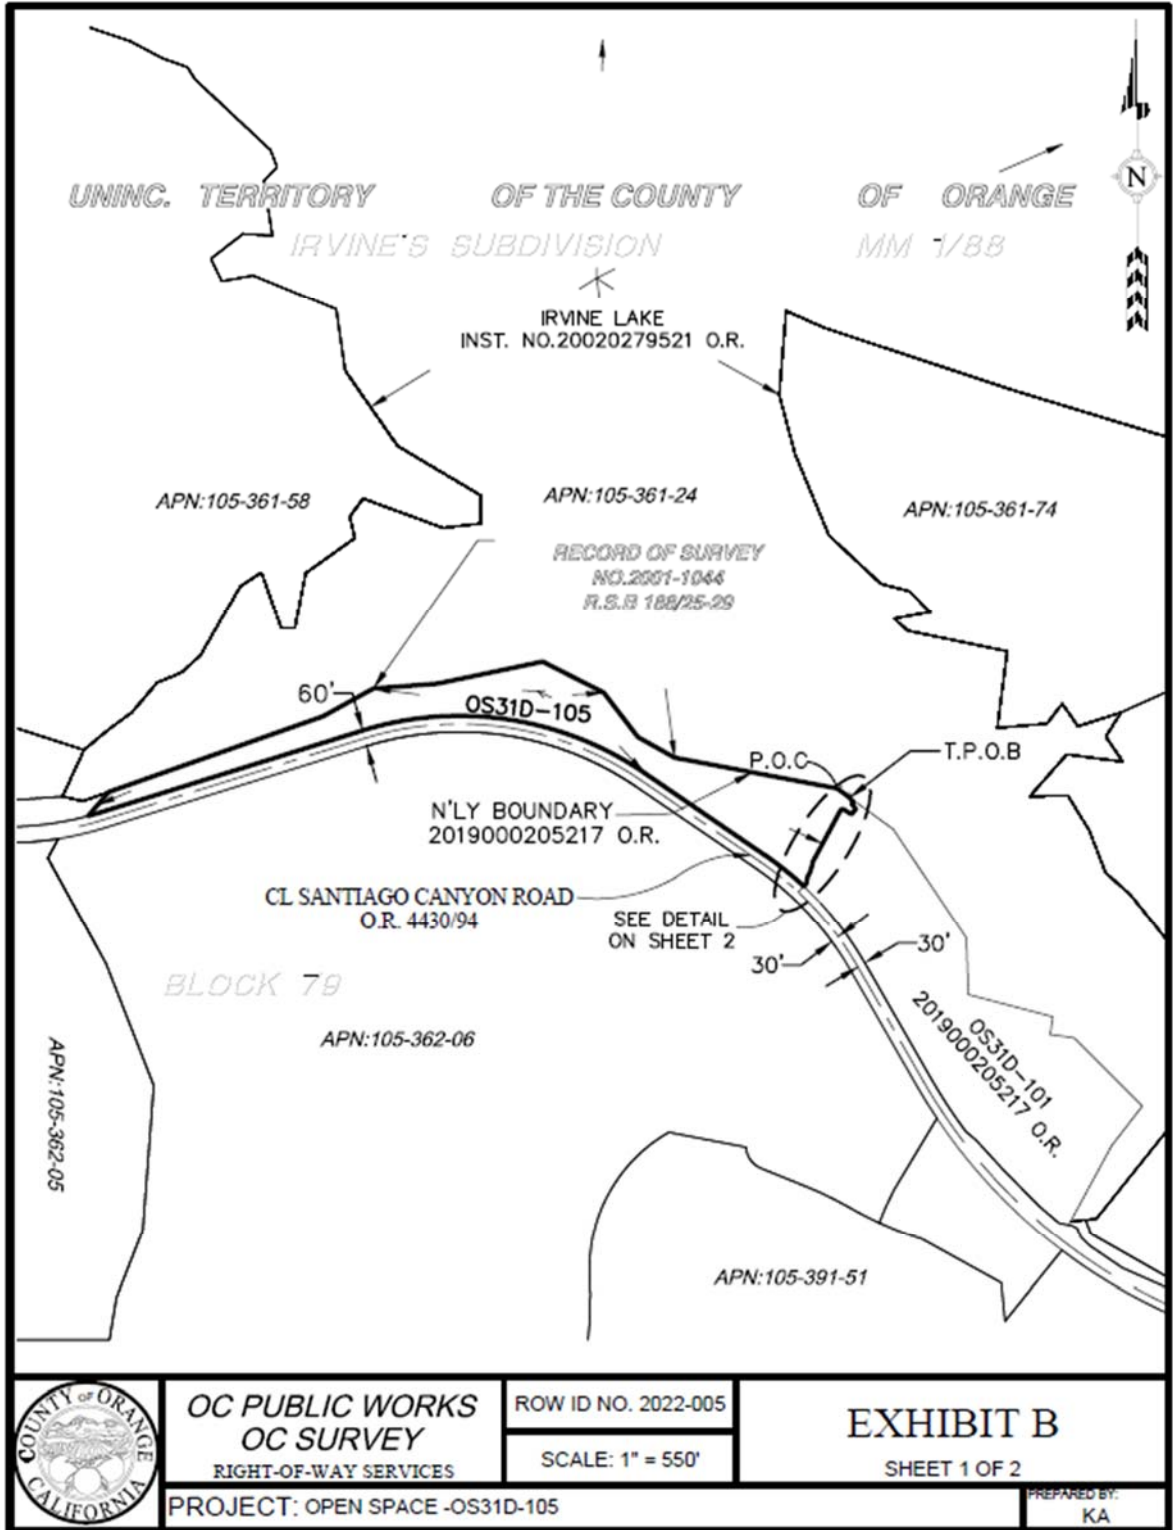 UNINC. TERRITORY OF THE COUNTY OF ORANGE
N
IRVINE'S SUBDIVISION MM 1/88
IRVINE LAKE
INST. NO.20020279521 O.R.
APN:105-361-58
APN:105-361-24
APN:105-361-74
RECORD OF SURVEY
NO.2001-1044
R.S.B 188/25-29
60'
OS31D-105
P.O.C
T.P.O.B
N'LY BOUNDARY
2019000205217 O.R.
CL SANTIAGO CANYON ROAD
O.R. 4430/94
SEE DETAIL
ON SHEET 2
30'
30'
BLOCK 79
APN:105-362-06
OS31D-101
2019000205217 O.R.
APN:105-362-05
APN:105-391-51
COUNTY OF ORANGE
CALIFORNIA
OC PUBLIC WORKS
OC SURVEY
RIGHT-OF-WAY SERVICES
ROW ID NO. 2022-005
SCALE: 1" = 550'
EXHIBIT B
SHEET 1 OF 2
PROJECT: OPEN SPACE -OS31D-105
PREPARED BY:
KA